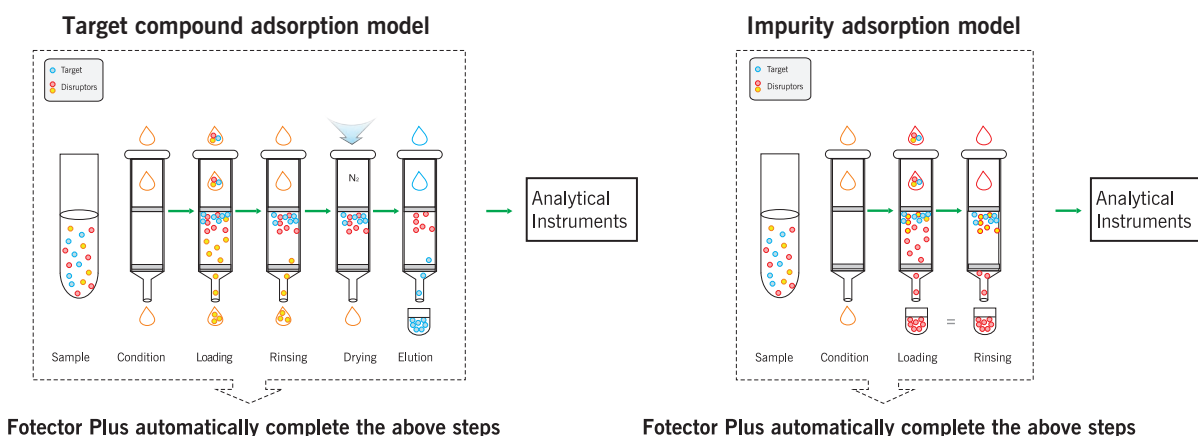 Target compound adsorption model
Target
Disruptors
N₂
Analytical
Instruments
Sample Condition Loading Rinsing Drying Elution
Fotector Plus automatically complete the above steps
Impurity adsorption model
Target
Disruptors
Analytical
Instruments
=
Sample Condition Loading Rinsing
Fotector Plus automatically complete the above steps